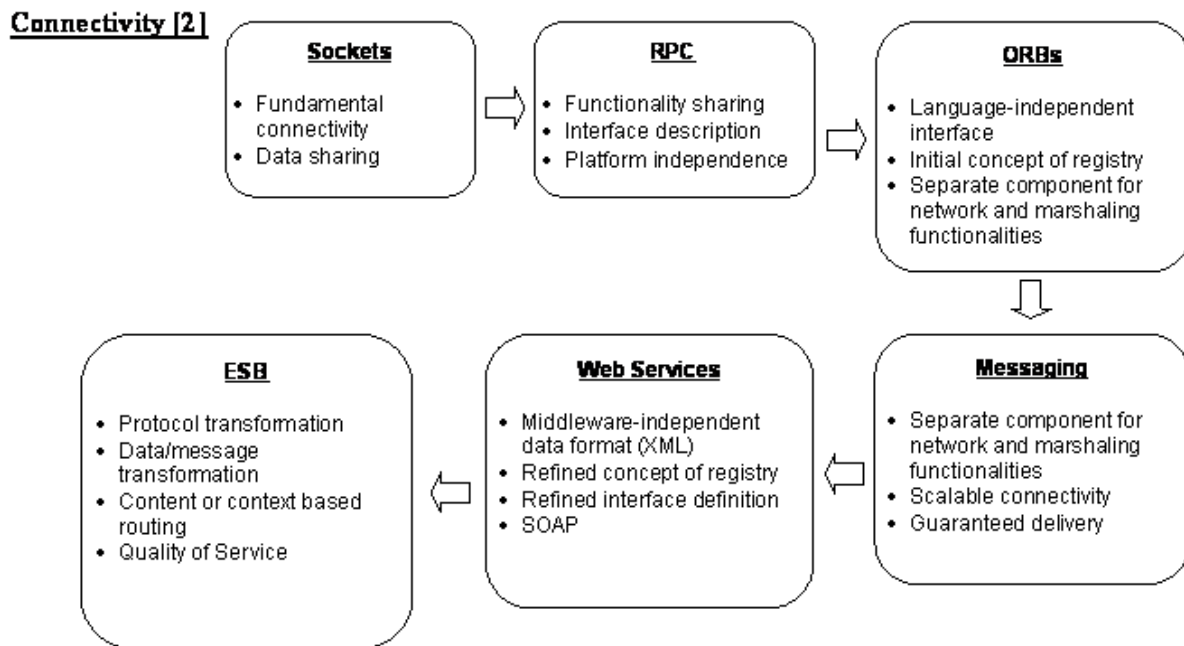 Connectivity [2]
Sockets
• Fundamental
connectivity
• Data sharing
RPC
• Functionality sharing
• Interface description
• Platform independence
ORBs
• Language-independent
interface
• Initial concept of registry
• Separate component for
network and marshaling
functionalities
Messaging
• Separate component for
network and marshaling
functionalities
• Scalable connectivity
• Guaranteed delivery
Web Services
• Middleware-independent
data format (XML)
• Refined concept of registry
• Refined interface definition
• SOAP
ESB
• Protocol transformation
• Data/message
transformation
• Content or context based
routing
• Quality of Service